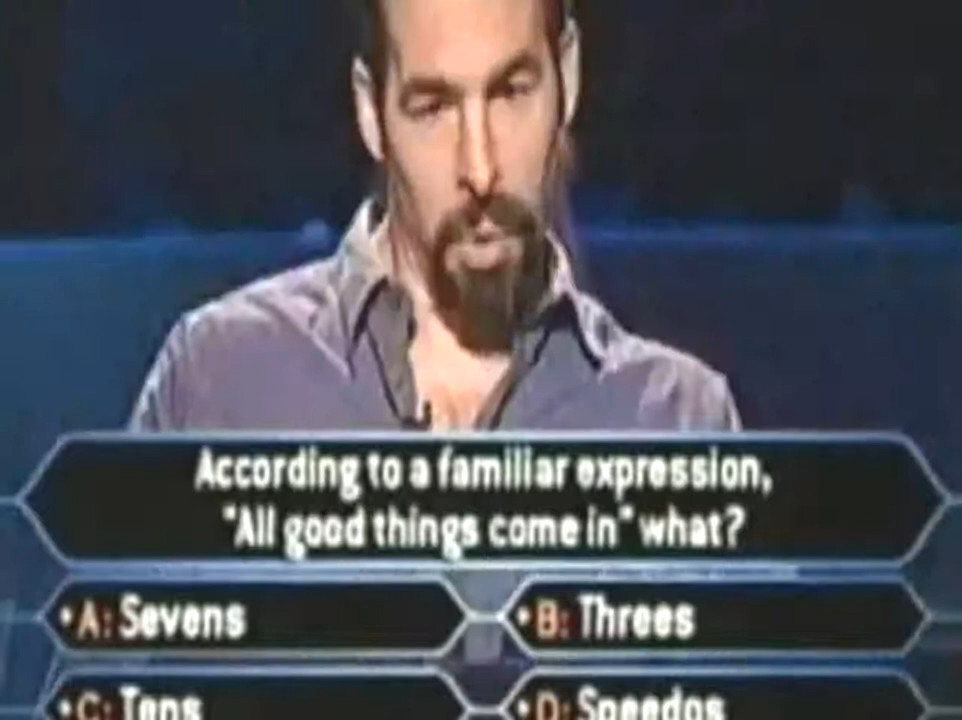 According to a familiar expression,
"All good things come in" what?
A: Sevens
B: Threes
C: Tens
D: Speedos